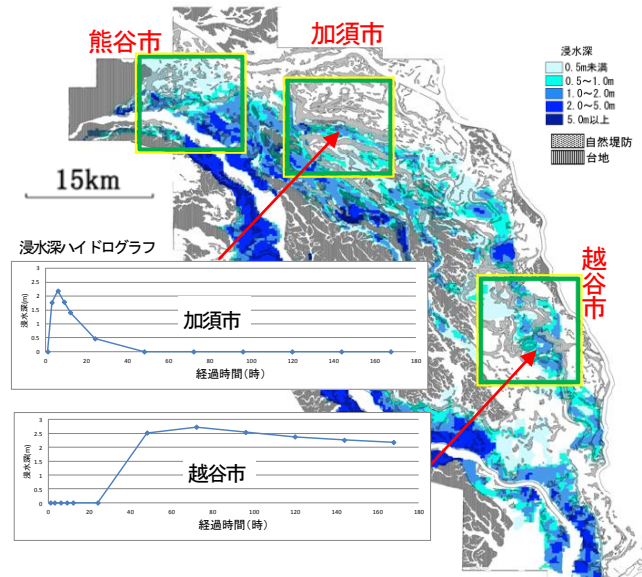 熊谷市
加須市
浸水深
0.5m未満
0.5～1.0m
1.0～2.0m
2.0～5.0m
5.0m以上
自然堤防
台地
15km
越谷市
浸水深ハイドログラフ
浸水深(m)
3
2.5
2
1.5
1
0.5
0
加須市
0 20 40 60 80 100 120 140 160 180
経過時間(時)
浸水深(m)
3
2.5
2
1.5
1
0.5
0
越谷市
0 20 40 60 80 100 120 140 160 180
経過時間(時)